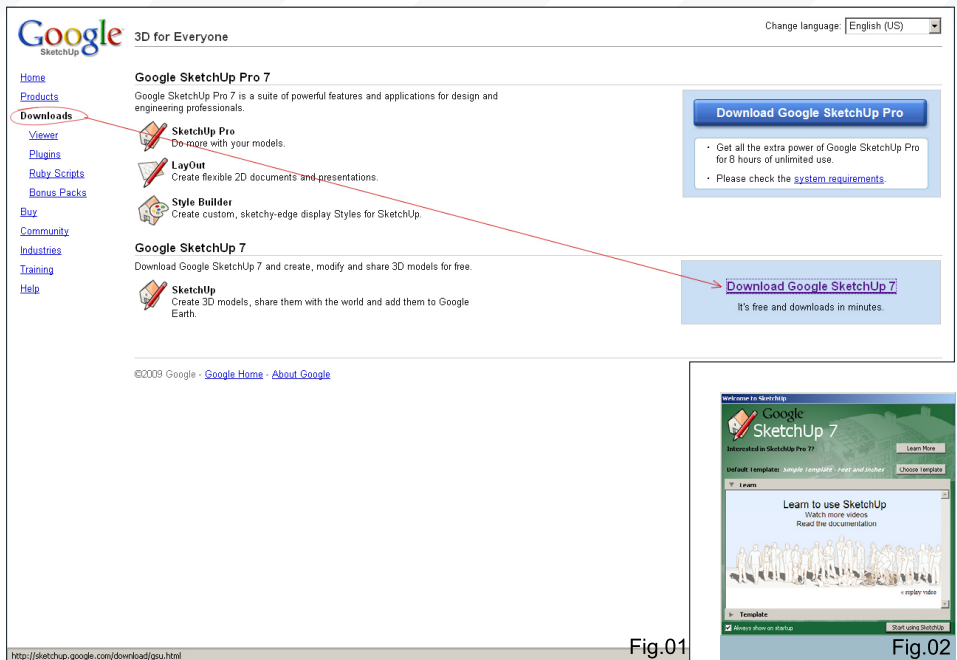 Google
SketchUp
3D for Everyone
Change language: English (US)
Home
Products
Downloads
Viewer
Plugins
Ruby Scripts
Bonus Packs
Buy
Community
Industries
Training
Help
Google SketchUp Pro 7
Google SketchUp Pro 7 is a suite of powerful features and applications for design and
engineering professionals.
SketchUp Pro
Do more with your models.
LayOut
Create flexible 2D documents and presentations.
Style Builder
Create custom, sketchy-edge display Styles for SketchUp.
Download Google SketchUp Pro
· Get all the extra power of Google SketchUp Pro
for 8 hours of unlimited use.
· Please check the system requirements.
Google SketchUp 7
Download Google SketchUp 7 and create, modify and share 3D models for free.
SketchUp
Create 3D models, share them with the world and add them to Google
Earth.
Download Google SketchUp 7
It's free and downloads in minutes.
©2009 Google - Google Home - About Google
http://sketchup.google.com/download/gsu.html
Fig.01
Welcome to SketchUp
Google
SketchUp 7
Interested in SketchUp Pro 7?
Learn More
Default Template: Simple Template - Feet and Inches
Choose Template
Learn
Learn to use SketchUp
Watch more videos
Read the documentation
« replay video
Template
Always show on startup
Start using SketchUp
Fig.02